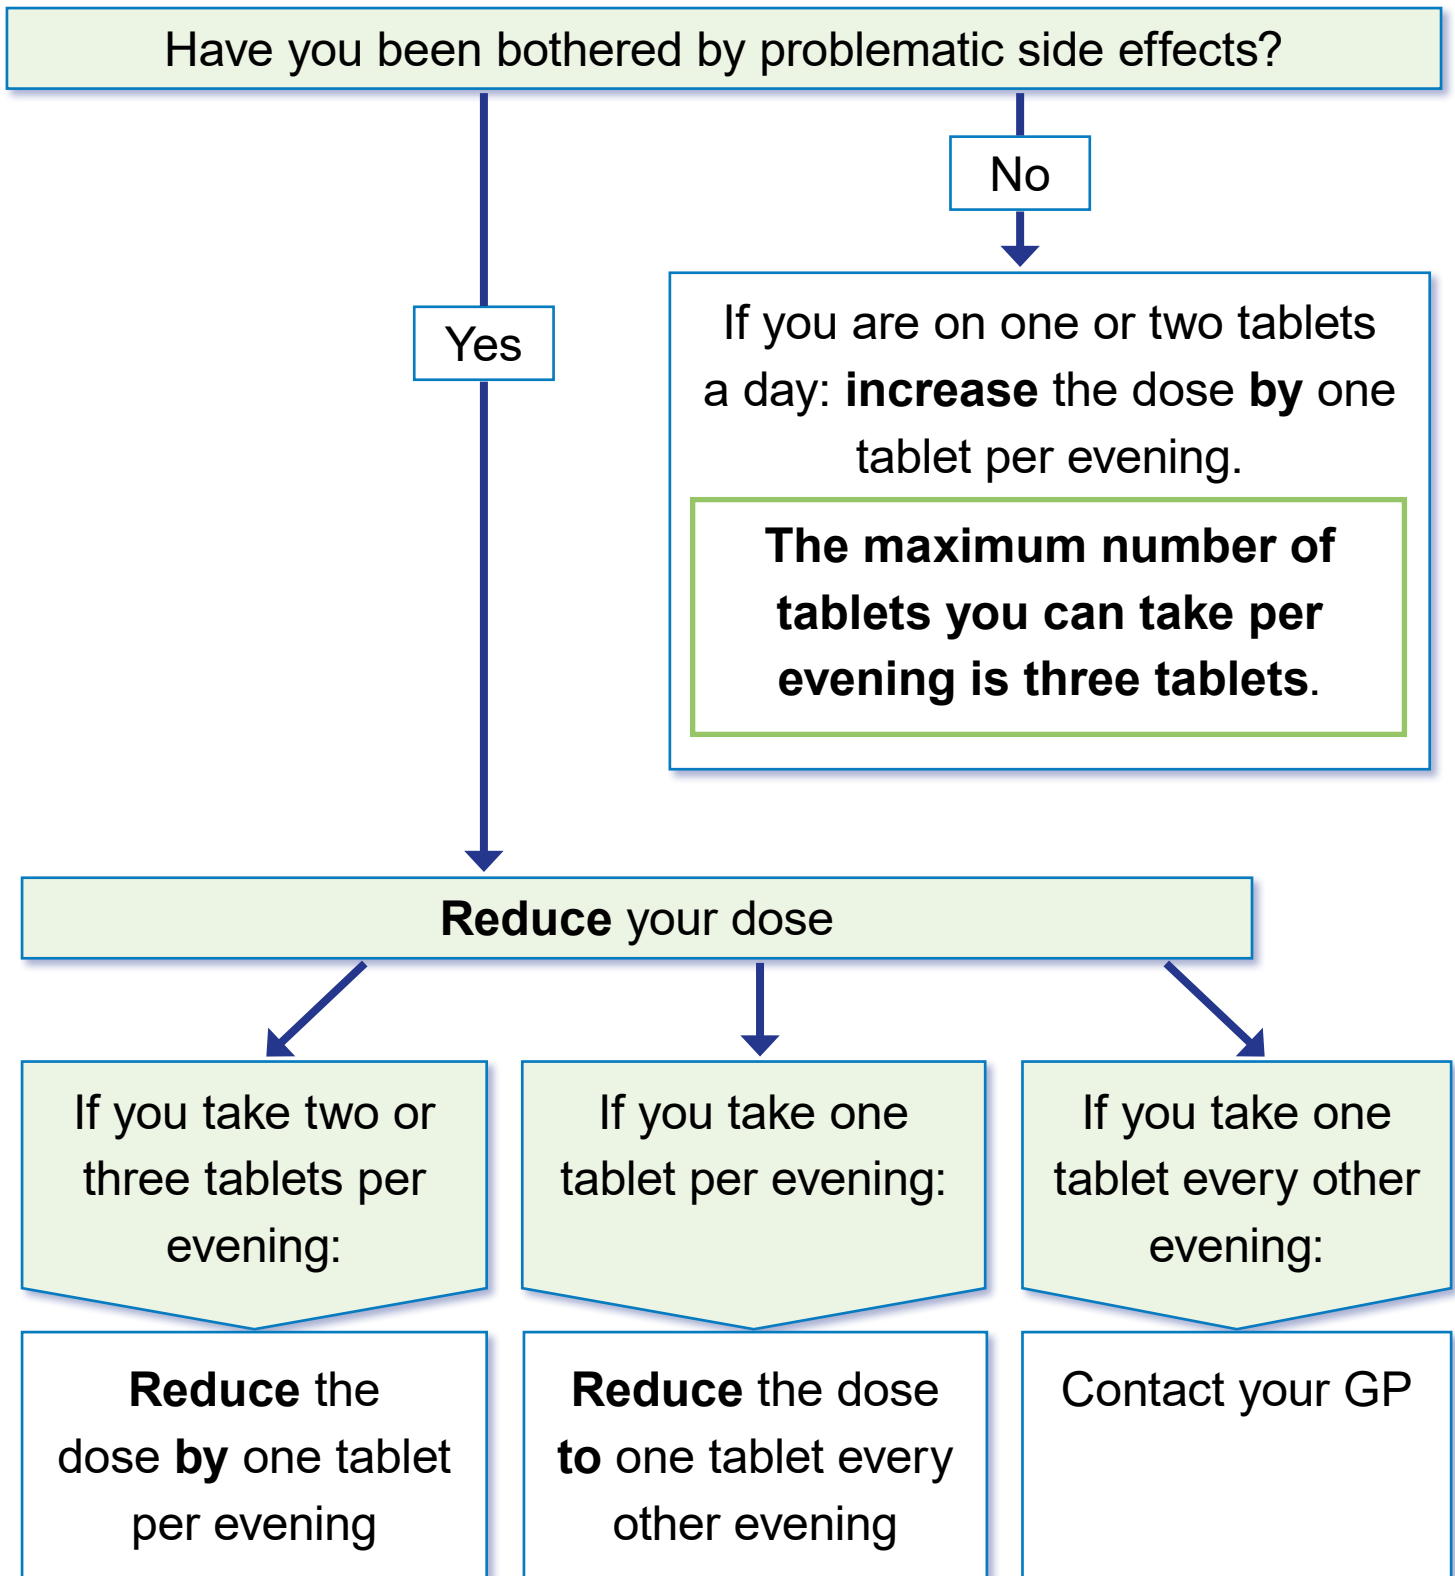 Have you been bothered by problematic side effects?
No
Yes
If you are on one or two tablets
a day: increase the dose by one
tablet per evening.
The maximum number of
tablets you can take per
evening is three tablets.
Reduce your dose
If you take two or
three tablets per
evening:
Reduce the
dose by one tablet
per evening
If you take one
tablet per evening:
Reduce the dose
to one tablet every
other evening
If you take one
tablet every other
evening:
Contact your GP